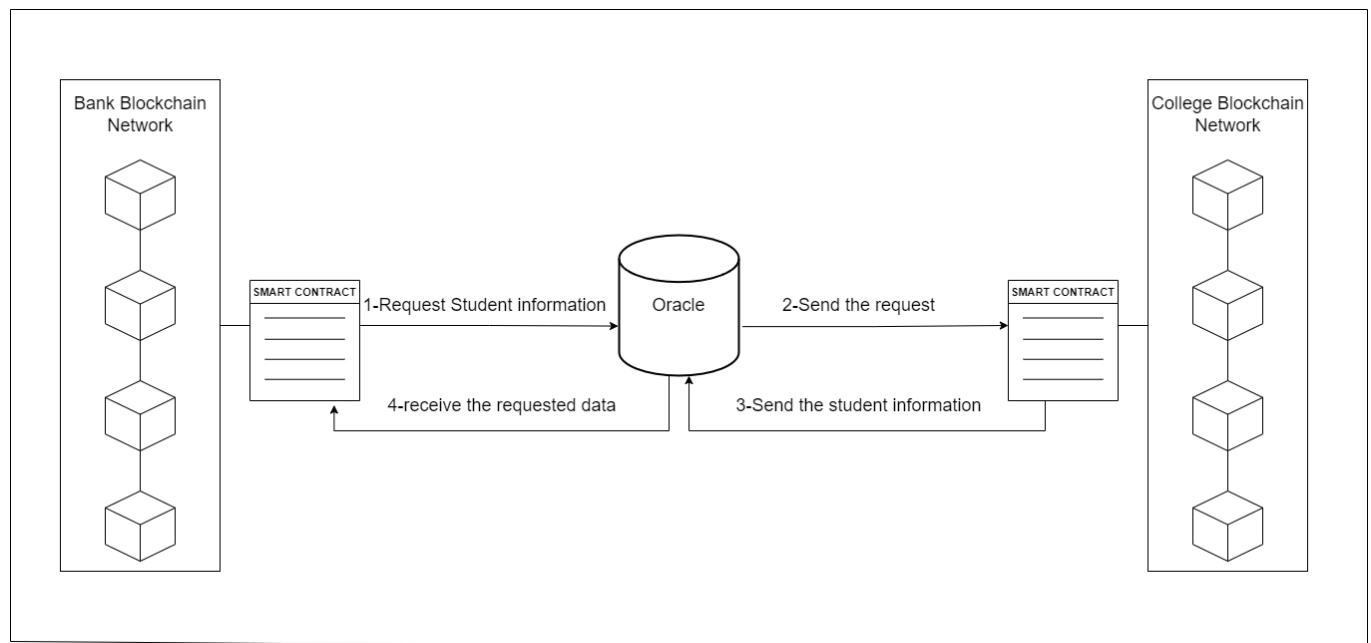 Bank Blockchain
Network
College Blockchain
Network
SMART CONTRACT
1-Request Student information
Oracle
2-Send the request
SMART CONTRACT
4-receive the requested data
3-Send the student information